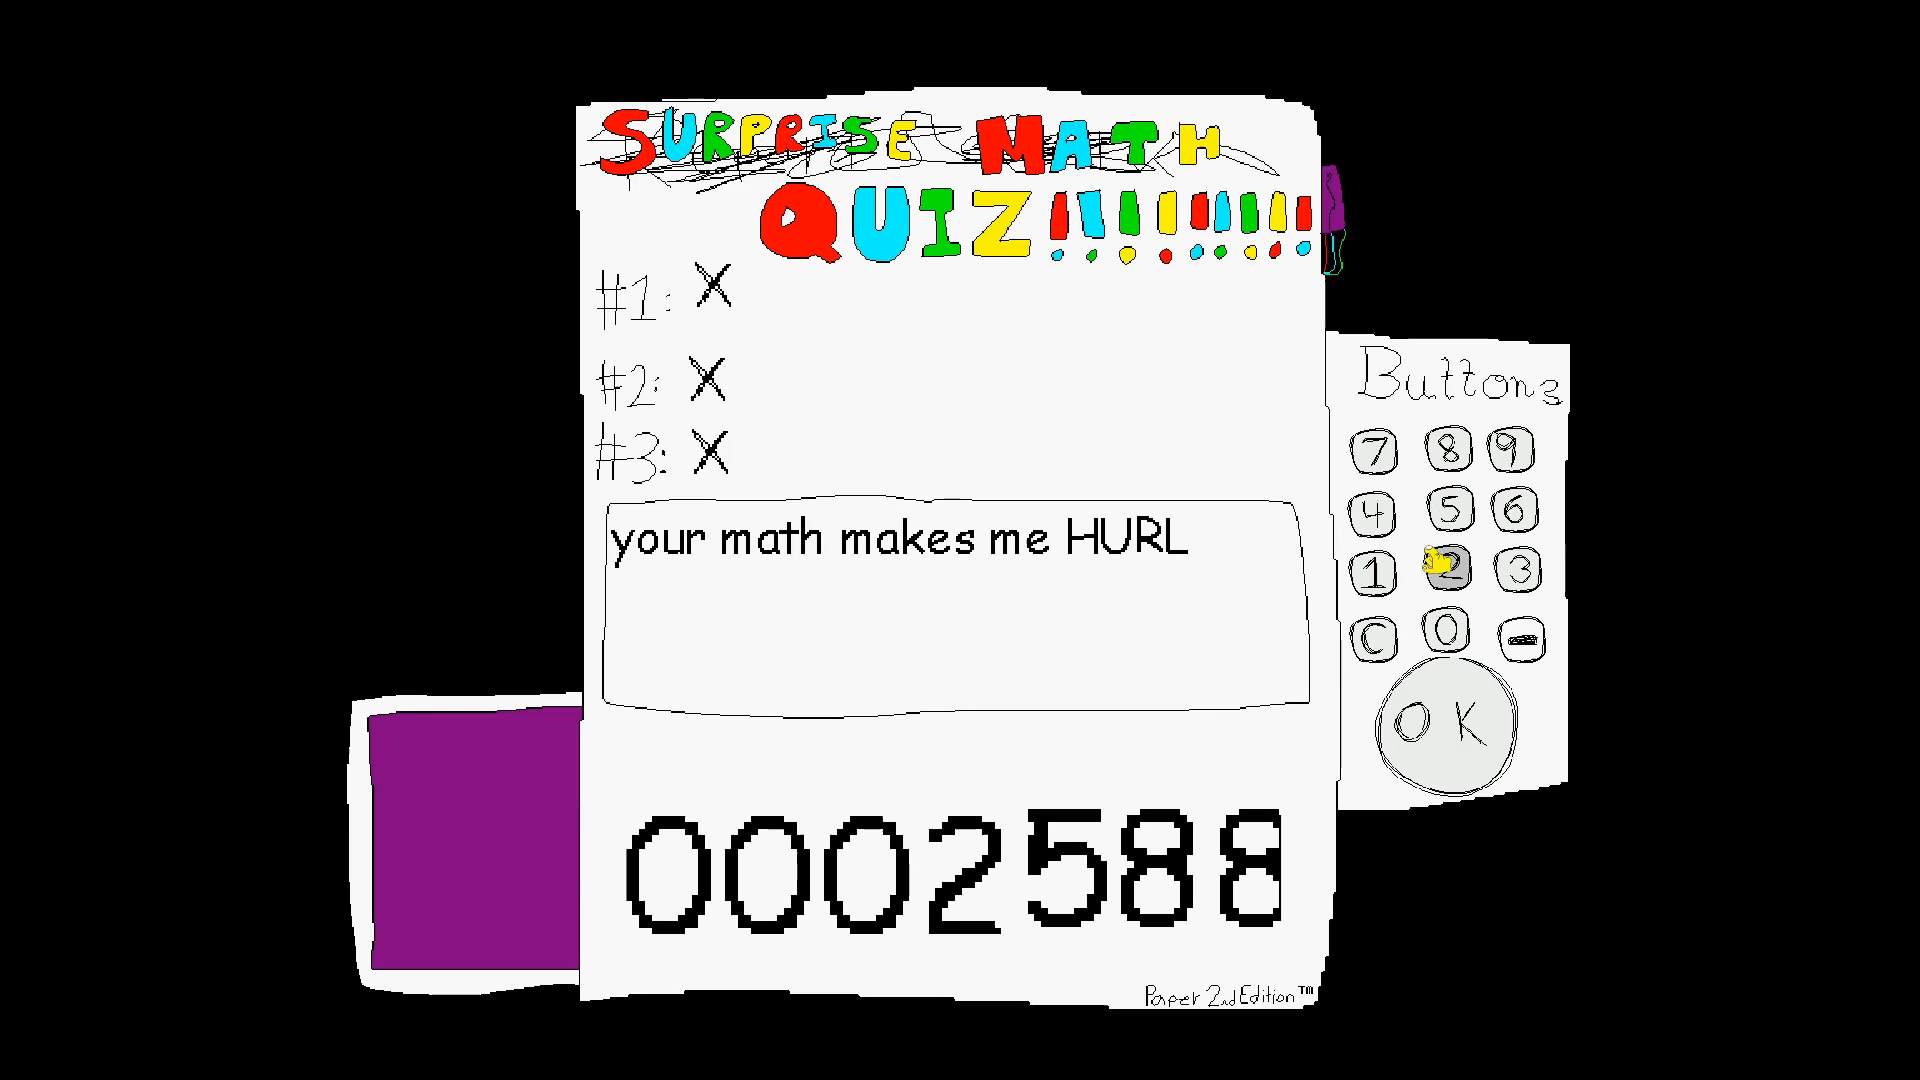 SURPRISE MATH
QUIZ!!!!!!!!!
#1: X
#2: X
#3: X
your math makes me HURL
0002588
Paper 2nd Edition™
Buttons
7 8 9
4 5 6
1 2 3
C 0 -
OK